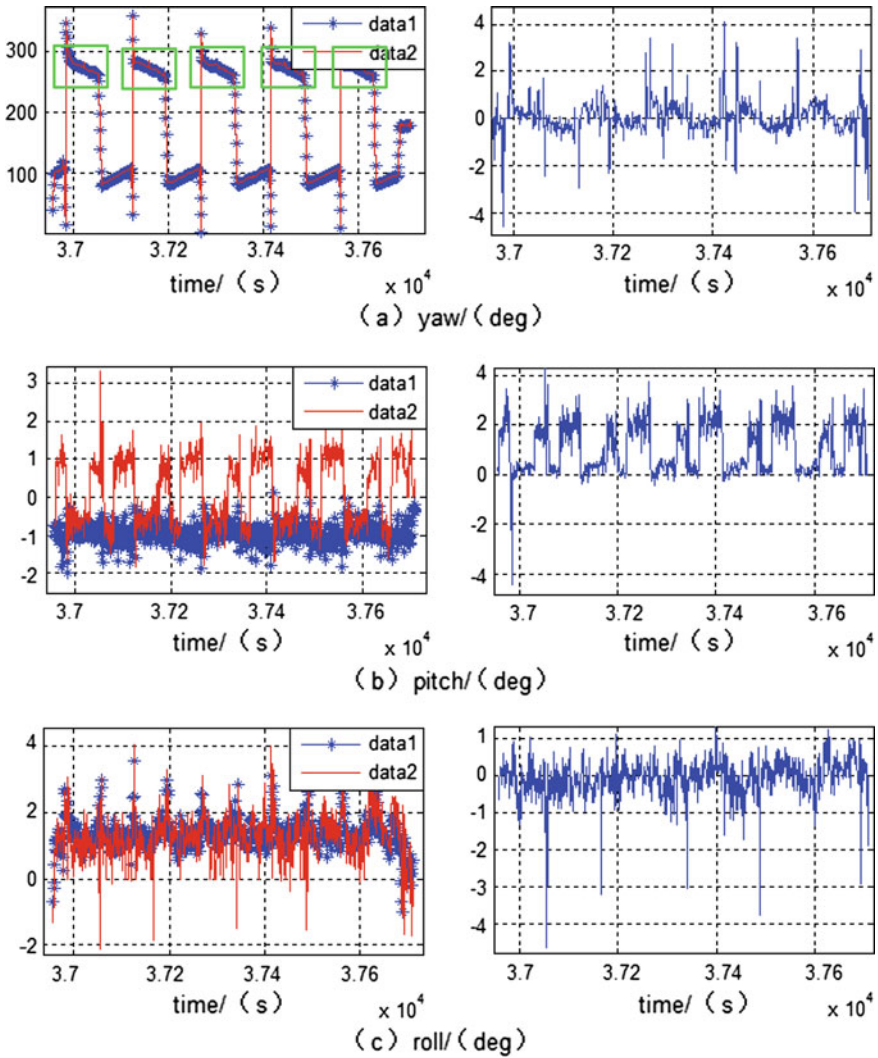 data1
data2
300
200
100
3.7 3.72 3.74 3.76
x 10^4
time/（s）
4
2
0
-2
-4
3.7 3.72 3.74 3.76
x 10^4
time/（s）
（a）yaw/（deg）
data1
data2
3
2
1
0
-1
-2
3.7 3.72 3.74 3.76
x 10^4
time/（s）
4
2
0
-2
-4
3.7 3.72 3.74 3.76
x 10^4
time/（s）
（b）pitch/（deg）
data1
data2
4
2
0
-2
3.7 3.72 3.74 3.76
x 10^4
time/（s）
1
0
-1
-2
-3
-4
3.7 3.72 3.74 3.76
x 10^4
time/（s）
（c）roll/（deg）